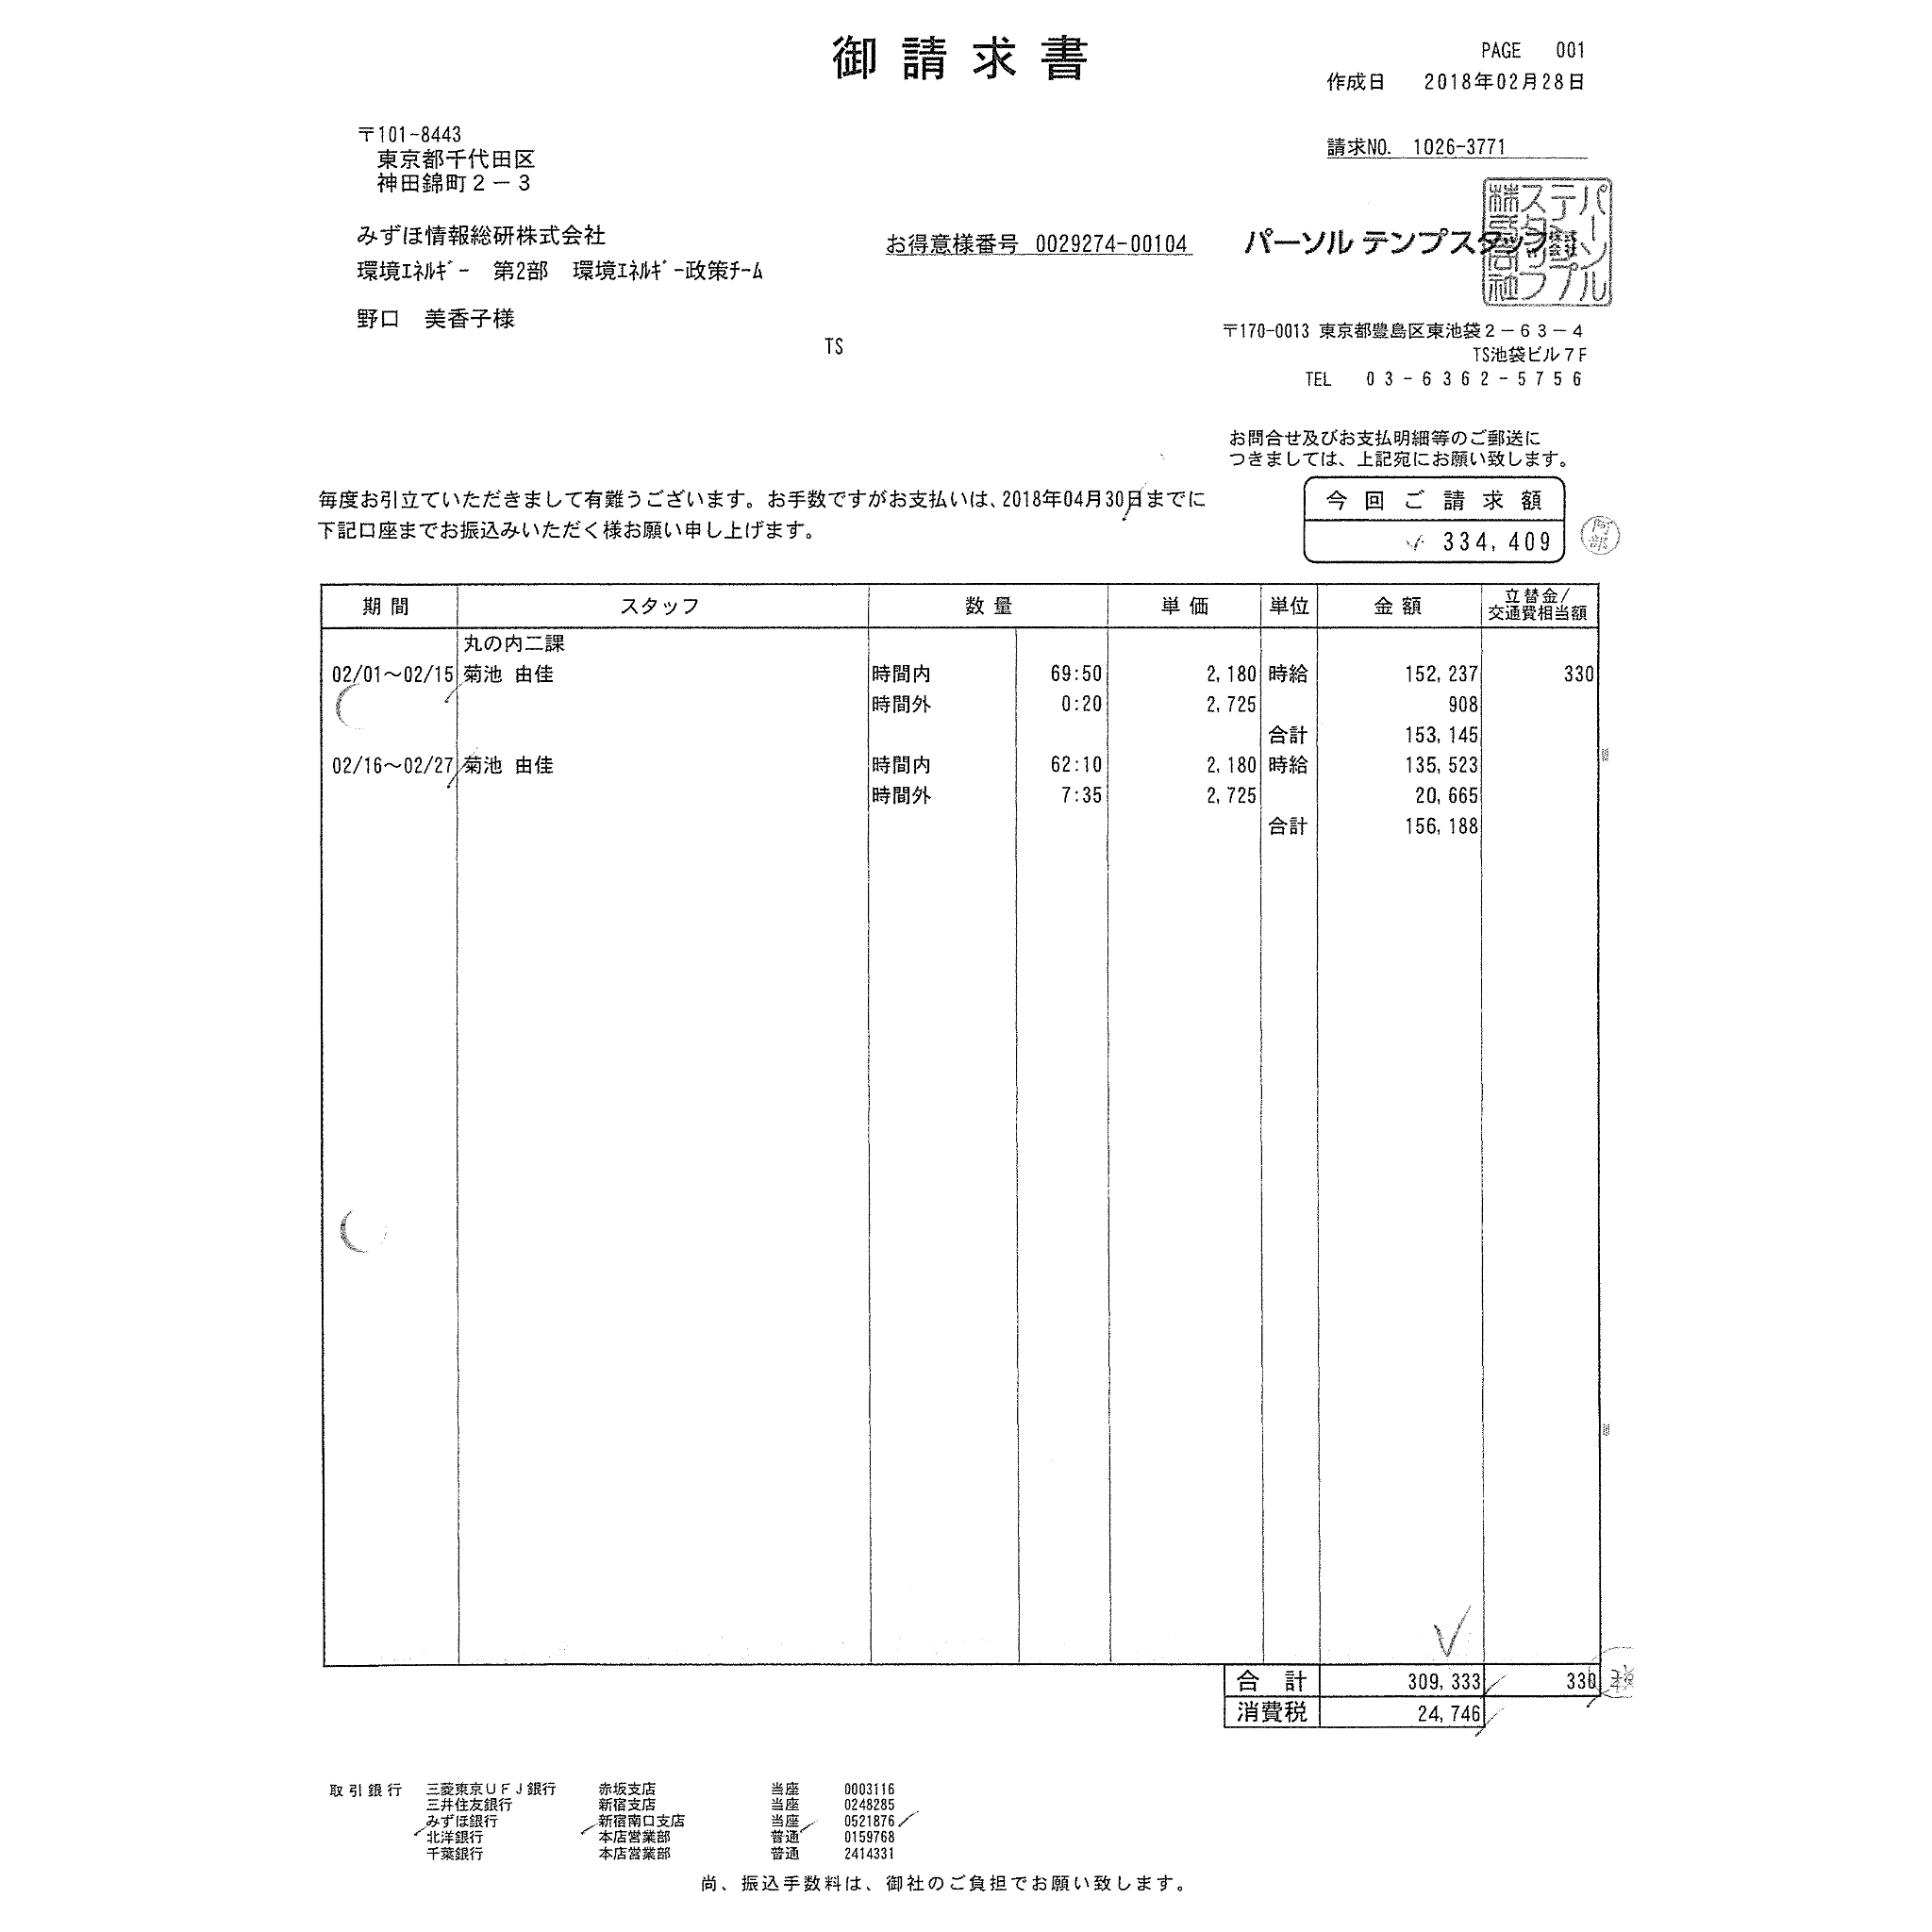 御請求書
PAGE 001
作成日 2018年02月28日
〒101-8443
東京都千代田区
神田錦町2-3
請求NO. 1026-3771
みずほ情報総研株式会社
環境エネルギー 第2部 環境エネルギー政策チーム
野口 美香子様
お得意様番号 0029274-00104
パーソル テンプスタッフ
パーソル
テンプ
スタッフ
株式会社
TS
〒170-0013 東京都豊島区東池袋2-63-4
TS池袋ビル7F
TEL 03-6362-5756
お問合せ及びお支払明細等のご郵送に
つきましては、上記宛にお願い致します。
毎度お引立ていただきまして有難うございます。お手数ですがお支払いは、2018年04月30日までに
下記口座までお振込みいただく様お願い申し上げます。
今回ご請求額
334,409
阿部
期間 スタッフ 数量 単価 単位 金額 立替金/交通費相当額
丸の内二課
02/01～02/15 菊池 由佳 時間内 69:50 2,180 時給 152,237 330
時間外 0:20 2,725 908
合計 153,145
02/16～02/27 菊池 由佳 時間内 62:10 2,180 時給 135,523
時間外 7:35 2,725 20,665
合計 156,188
合計 309,333 330
消費税 24,746
取引銀行 三菱東京UFJ銀行 赤坂支店 当座 0003116
三井住友銀行 新宿支店 当座 0248285
みずほ銀行 新宿南口支店 当座 0521876
北洋銀行 本店営業部 普通 0159768
千葉銀行 本店営業部 普通 2414331
尚、振込手数料は、御社のご負担でお願い致します。